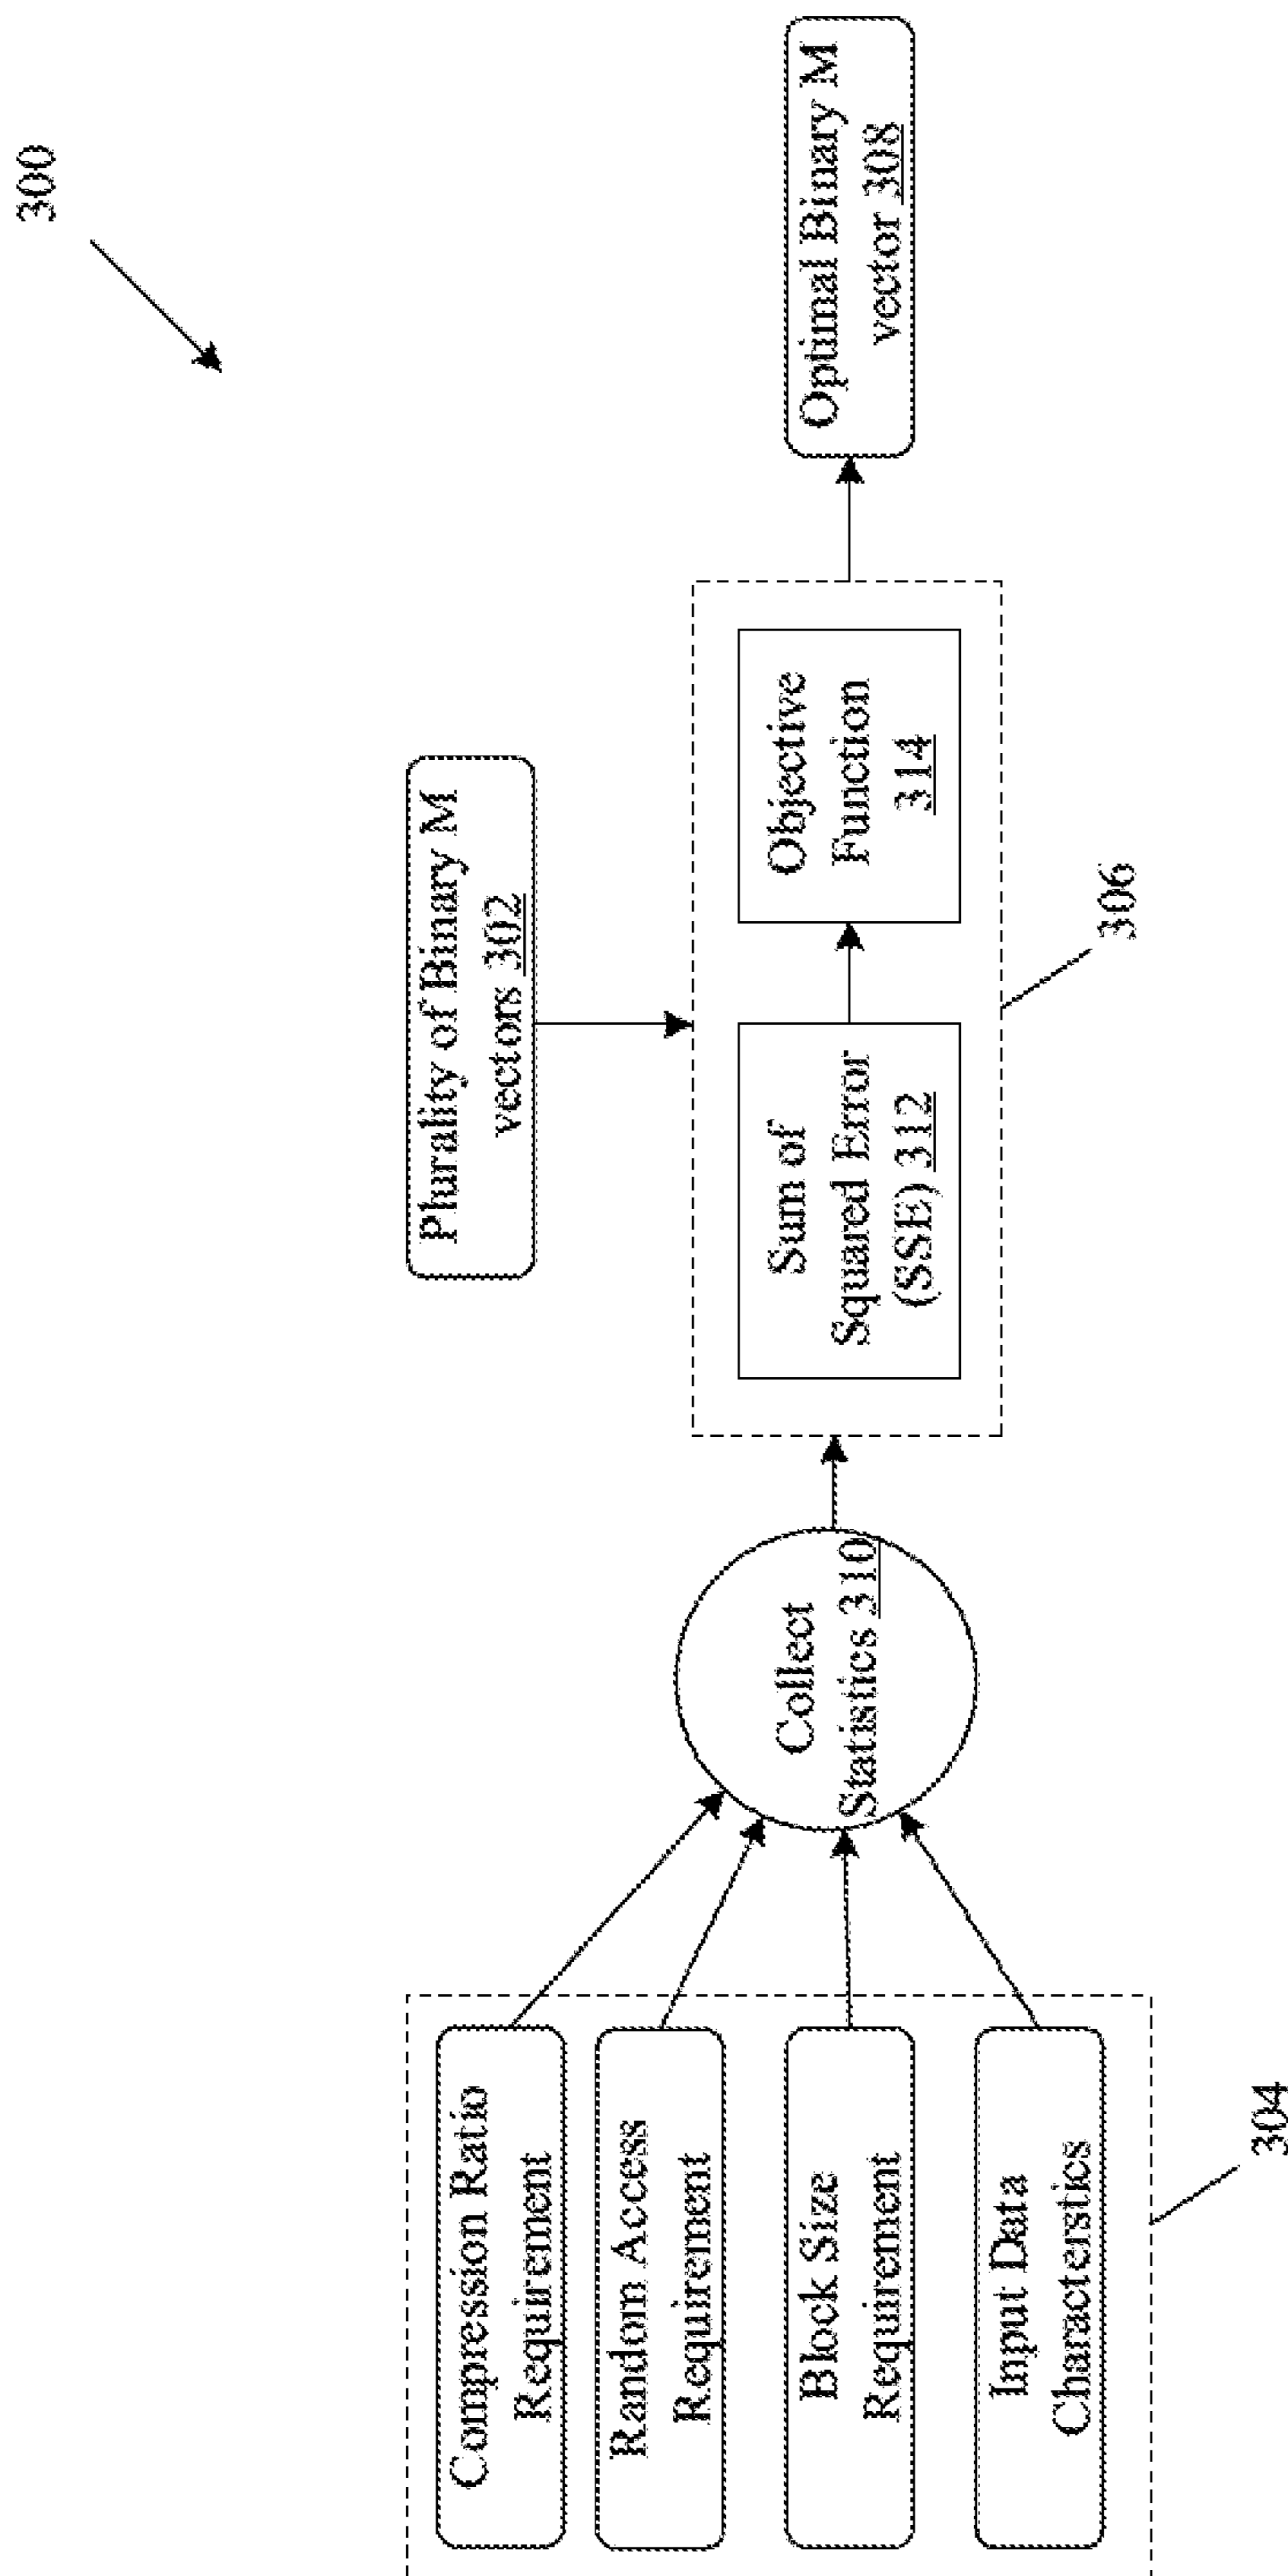 300
Plurality of Binary M
vectors 302
Compression Ratio
Requirement
Random Access
Requirement
Block Size
Requirement
Input Data
Characterstics
304
Collect
Statistics 310
Sum of
Squared Error
(SSE) 312
Objective
Function
314
306
Optimal Binary M
vector 308